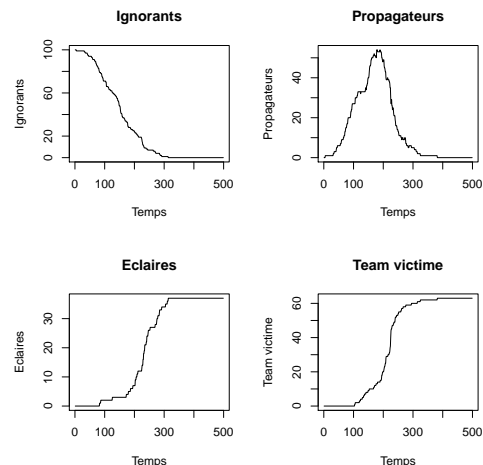 Ignorants
Ignorants
0 20 60 100
0 100 300 500
Temps
Propagateurs
Propagateurs
0 20 40
0 100 300 500
Temps
Eclaires
Eclaires
0 10 20 30
0 100 300 500
Temps
Team victime
Team victime
0 20 40 60
0 100 300 500
Temps